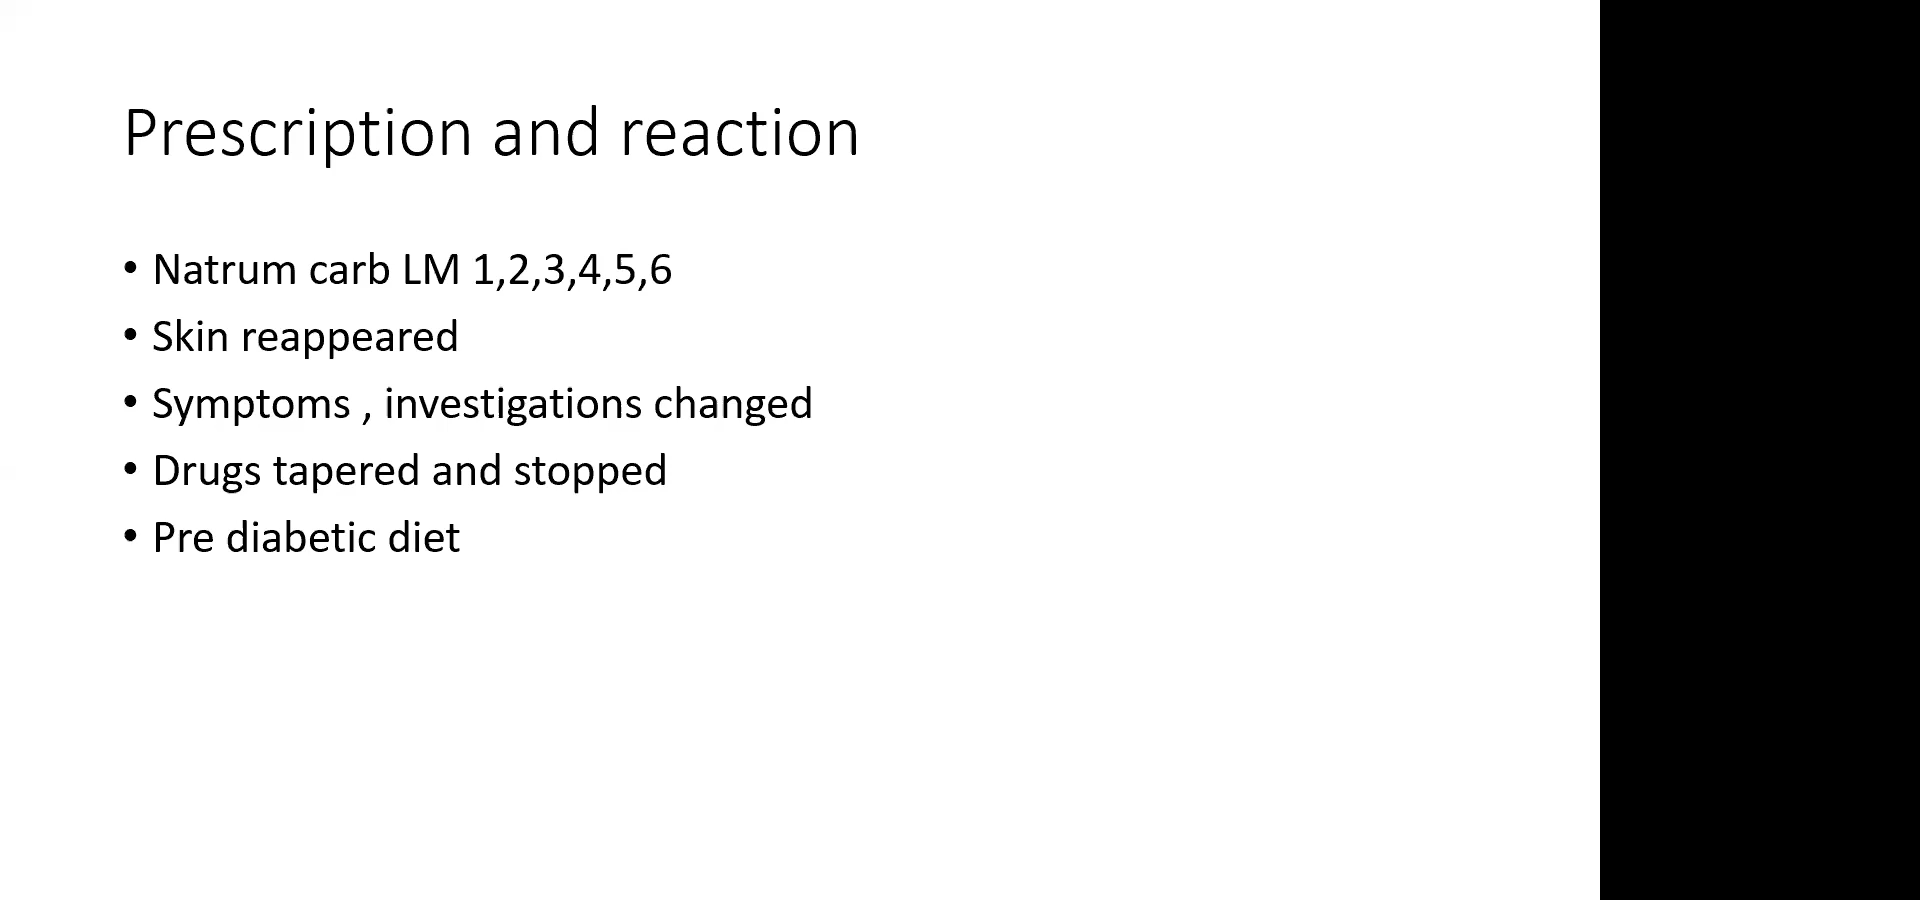 Prescription and reaction
• Natrum carb LM 1,2,3,4,5,6
• Skin reappeared
• Symptoms , investigations changed
• Drugs tapered and stopped
• Pre diabetic diet